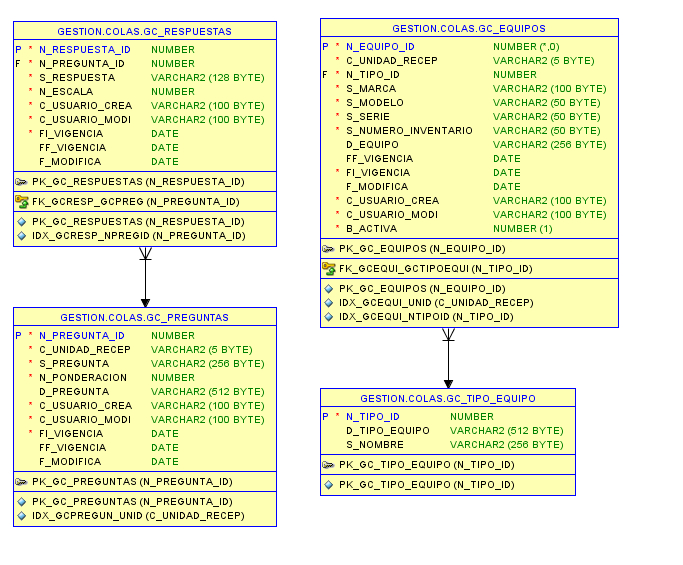 GESTION.COLAS.GC_RESPUESTAS
P * N_RESPUESTA_ID NUMBER
F * N_PREGUNTA_ID NUMBER
* S_RESPUESTA VARCHAR2 (128 BYTE)
* N_ESCALA NUMBER
* C_USUARIO_CREA VARCHAR2 (100 BYTE)
* C_USUARIO_MODI VARCHAR2 (100 BYTE)
* FI_VIGENCIA DATE
FF_VIGENCIA DATE
F_MODIFICA DATE
PK_GC_RESPUESTAS (N_RESPUESTA_ID)
FK_GCRESP_GCPREG (N_PREGUNTA_ID)
PK_GC_RESPUESTAS (N_RESPUESTA_ID)
IDX_GCRESP_NPREGID (N_PREGUNTA_ID)
GESTION.COLAS.GC_PREGUNTAS
P * N_PREGUNTA_ID NUMBER
* C_UNIDAD_RECEP VARCHAR2 (5 BYTE)
* S_PREGUNTA VARCHAR2 (256 BYTE)
* N_PONDERACION NUMBER
D_PREGUNTA VARCHAR2 (512 BYTE)
* C_USUARIO_CREA VARCHAR2 (100 BYTE)
* C_USUARIO_MODI VARCHAR2 (100 BYTE)
* FI_VIGENCIA DATE
FF_VIGENCIA DATE
F_MODIFICA DATE
PK_GC_PREGUNTAS (N_PREGUNTA_ID)
PK_GC_PREGUNTAS (N_PREGUNTA_ID)
IDX_GCPREGUN_UNID (C_UNIDAD_RECEP)
GESTION.COLAS.GC_EQUIPOS
P * N_EQUIPO_ID NUMBER (*,0)
* C_UNIDAD_RECEP VARCHAR2 (5 BYTE)
F * N_TIPO_ID NUMBER
* S_MARCA VARCHAR2 (100 BYTE)
* S_MODELO VARCHAR2 (50 BYTE)
* S_SERIE VARCHAR2 (50 BYTE)
* S_NUMERO_INVENTARIO VARCHAR2 (50 BYTE)
D_EQUIPO VARCHAR2 (256 BYTE)
FF_VIGENCIA DATE
* FI_VIGENCIA DATE
F_MODIFICA DATE
* C_USUARIO_CREA VARCHAR2 (100 BYTE)
* C_USUARIO_MODI VARCHAR2 (100 BYTE)
* B_ACTIVA NUMBER (1)
PK_GC_EQUIPOS (N_EQUIPO_ID)
FK_GCEQUI_GCTIPOEQUI (N_TIPO_ID)
PK_GC_EQUIPOS (N_EQUIPO_ID)
IDX_GCEQUI_UNID (C_UNIDAD_RECEP)
IDX_GCEQUI_NTIPOID (N_TIPO_ID)
GESTION.COLAS.GC_TIPO_EQUIPO
P * N_TIPO_ID NUMBER
D_TIPO_EQUIPO VARCHAR2 (512 BYTE)
S_NOMBRE VARCHAR2 (256 BYTE)
PK_GC_TIPO_EQUIPO (N_TIPO_ID)
PK_GC_TIPO_EQUIPO (N_TIPO_ID)